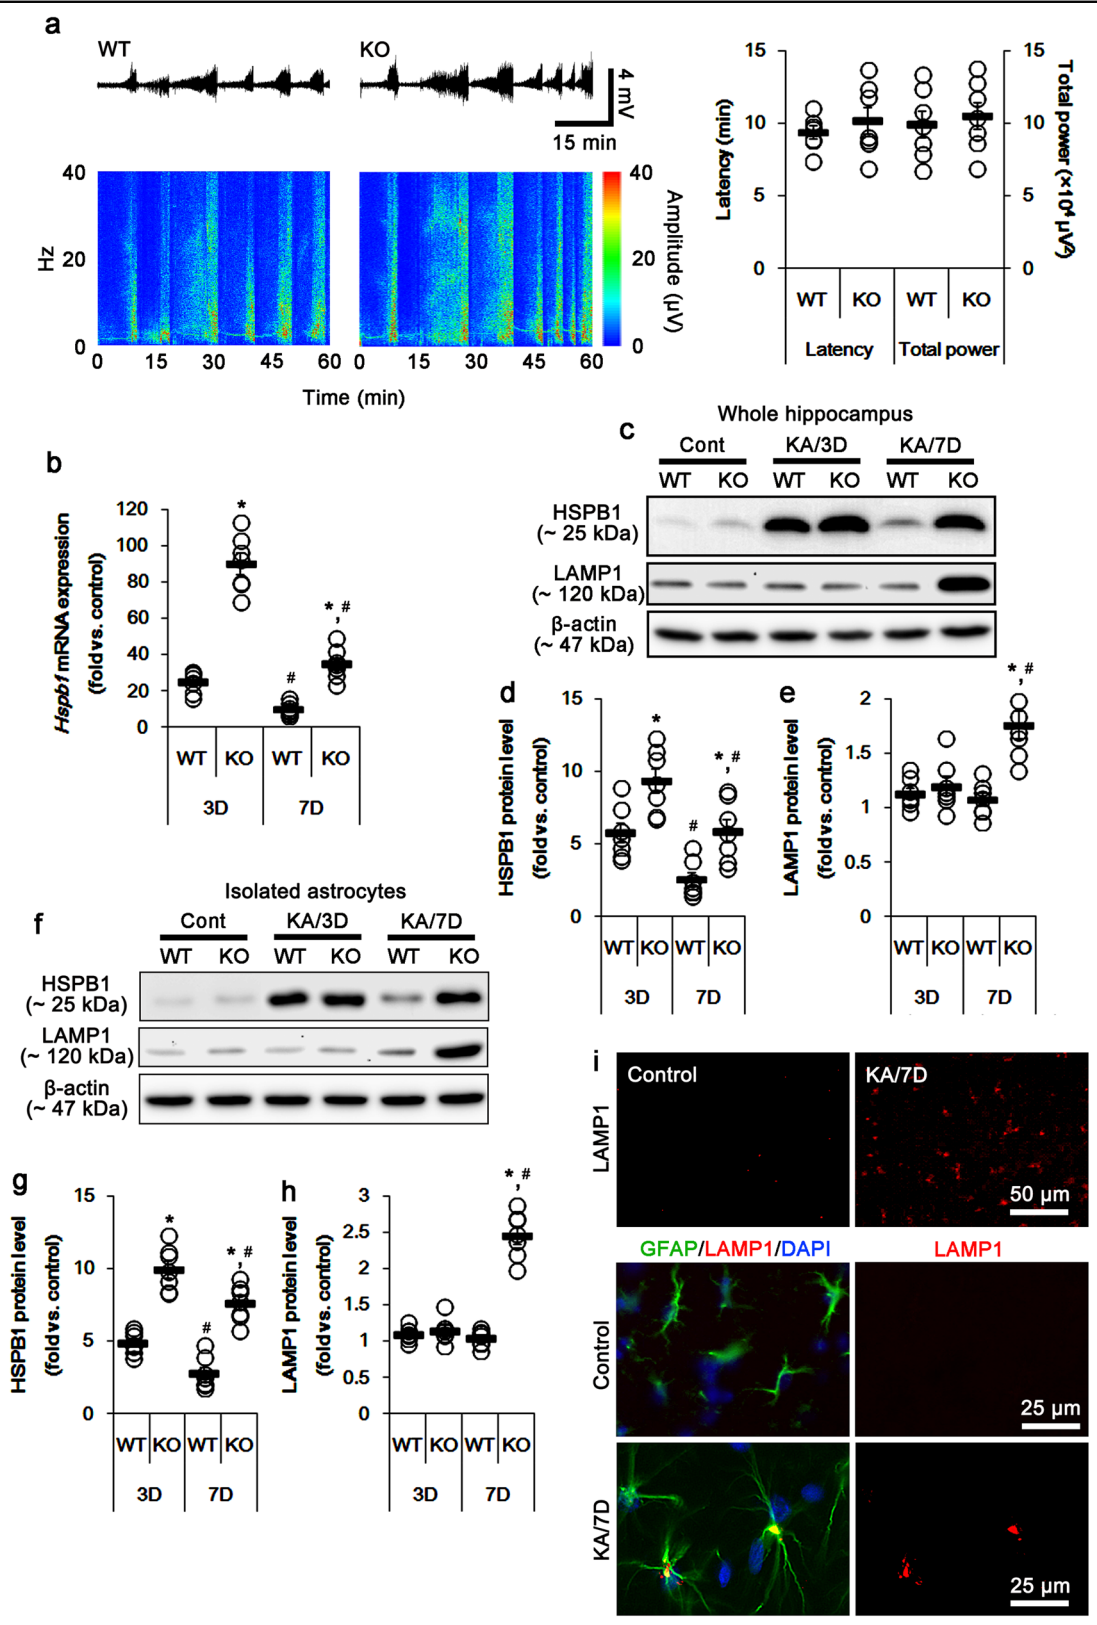 a
WT
KO
4 mV
15 min
40
20
0
Hz
0 15 30 45 60
0 15 30 45 60
Time (min)
40
20
0
Amplitude (µV)
15
10
5
0
Latency (min)
15
10
5
0
Total power (×10⁴ µV²)
WT KO WT KO
Latency Total power
b
Hspb1 mRNA expression
(fold vs. control)
120
100
80
60
40
20
0
*
#
*, #
WT KO WT KO
3D 7D
c
Whole hippocampus
Cont KA/3D KA/7D
WT KO WT KO WT KO
HSPB1
(~ 25 kDa)
LAMP1
(~ 120 kDa)
β-actin
(~ 47 kDa)
d
HSPB1 protein level
(fold vs. control)
15
10
5
0
*
#
*, #
WT KO WT KO
3D 7D
e
LAMP1 protein level
(fold vs. control)
2
1.5
1
0.5
0
*, #
WT KO WT KO
3D 7D
f
Isolated astrocytes
Cont KA/3D KA/7D
WT KO WT KO WT KO
HSPB1
(~ 25 kDa)
LAMP1
(~ 120 kDa)
β-actin
(~ 47 kDa)
g
HSPB1 protein level
(fold vs. control)
15
10
5
0
*
#
*, #
WT KO WT KO
3D 7D
h
LAMP1 protein level
(fold vs. control)
3
2.5
2
1.5
1
0.5
0
*, #
WT KO WT KO
3D 7D
i
LAMP1
Control
KA/7D
50 µm
GFAP/LAMP1/DAPI
LAMP1
Control
25 µm
KA/7D
25 µm